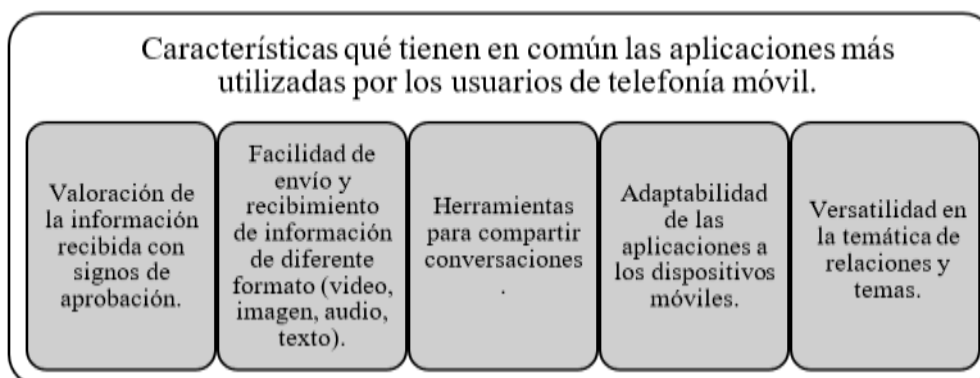 Características qué tienen en común las aplicaciones más
utilizadas por los usuarios de telefonía móvil.
Valoración de
la información
recibida con
signos de
aprobación.
Facilidad de
envío y
recibimiento
de información
de diferente
formato (video,
imagen, audio,
texto).
Herramientas
para compartir
conversaciones
.
Adaptabilidad
de las
aplicaciones a
los dispositivos
móviles.
Versatilidad en
la temática de
relaciones y
temas.